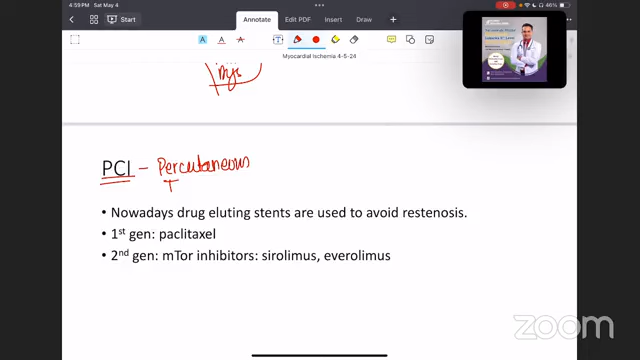 4:59 PM Sat May 4
46%
Annotate Edit PDF Insert Draw
Myocardial Ischemia 4-5-24
PCI – Percutaneous
• Nowadays drug eluting stents are used to avoid restenosis.
• 1st gen: paclitaxel
• 2nd gen: mTor inhibitors: sirolimus, everolimus
zoom